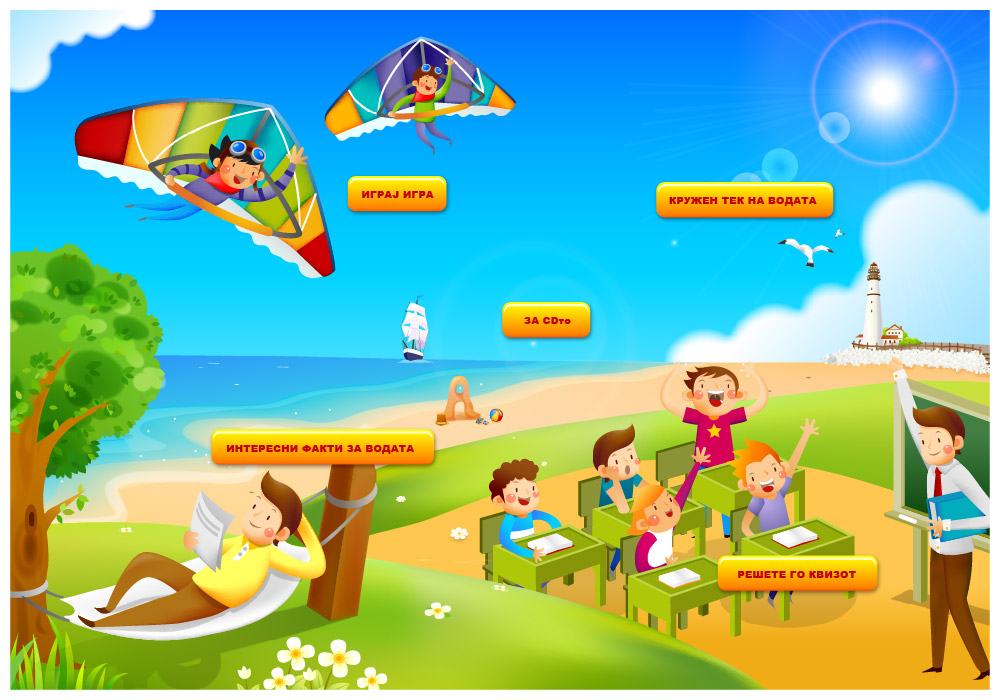 ИГРАЈ ИГРА
КРУЖЕН ТЕК НА ВОДАТА
ЗА CDто
ИНТЕРЕСНИ ФАКТИ ЗА ВОДАТА
РЕШЕТЕ ГО КВИЗОТ